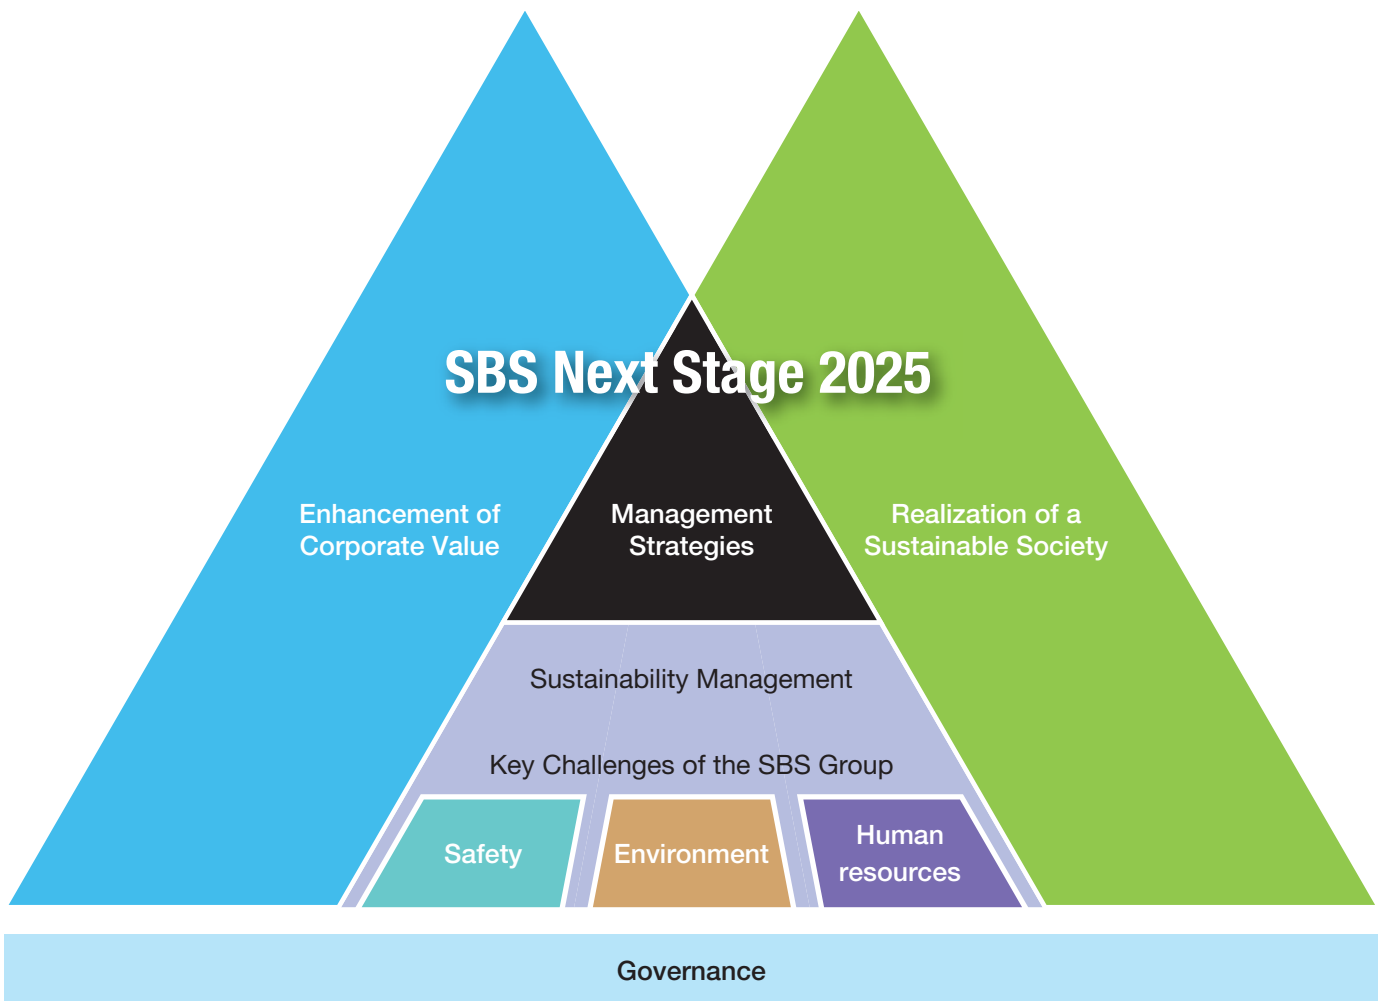 SBS Next Stage 2025
Enhancement of
Corporate Value
Management
Strategies
Realization of a
Sustainable Society
Sustainability Management
Key Challenges of the SBS Group
Safety
Environment
Human
resources
Governance